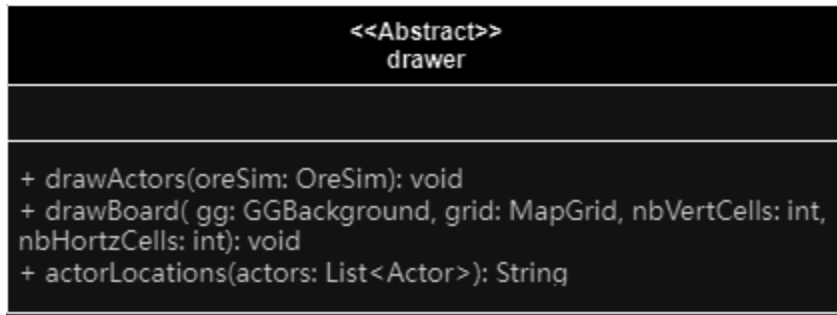 <<Abstract>>
drawer
+ drawActors(oreSim: OreSim): void
+ drawBoard( gg: GGBackground, grid: MapGrid, nbVertCells: int,
nbHortzCells: int): void
+ actorLocations(actors: List<Actor>): String